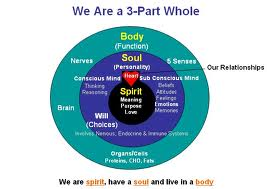 We Are a 3-Part Whole
Body
(Function)
Soul
(Personality)
Nerves
5 Senses
Our Relationships
Conscious Mind
Thinking
Reasoning
Heart
Sub Conscious Mind
Beliefs
Attitudes
Feelings
Emotions
Memories
Spirit
Meaning
Purpose
Love
Brain
Will
(Choices)
Involves Nervous, Endocrine & Immune Systems
Organs/Cells
Proteins, CHO, Fats
We are spirit, have a soul and live in a body